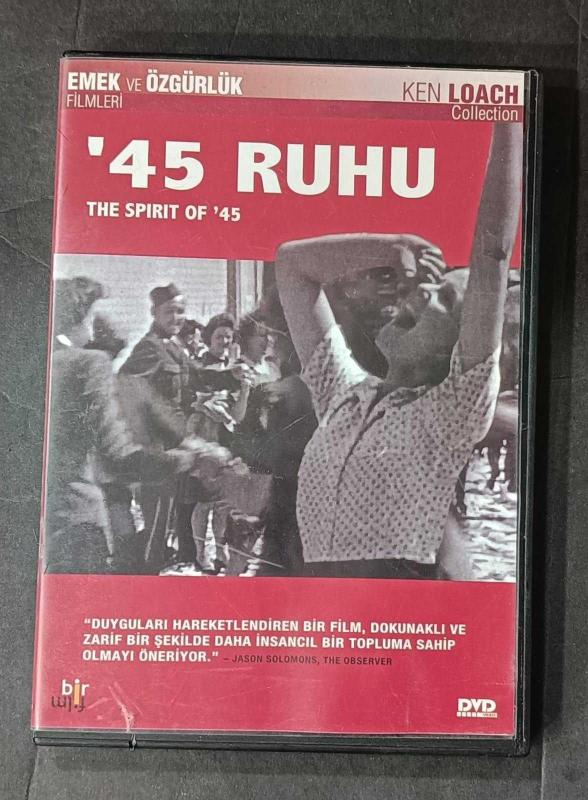 EMEK VE ÖZGÜRLÜK
FİLMLERİ
KEN LOACH
Collection
'45 RUHU
THE SPIRIT OF '45
"DUYGULARI HAREKETLENDİREN BİR FİLM, DOKUNAKLI VE
ZARİF BİR ŞEKİLDE DAHA İNSANCIL BİR TOPLUMA SAHİP
OLMAYI ÖNERİYOR." – JASON SOLOMONS, THE OBSERVER
bir
film
DVD